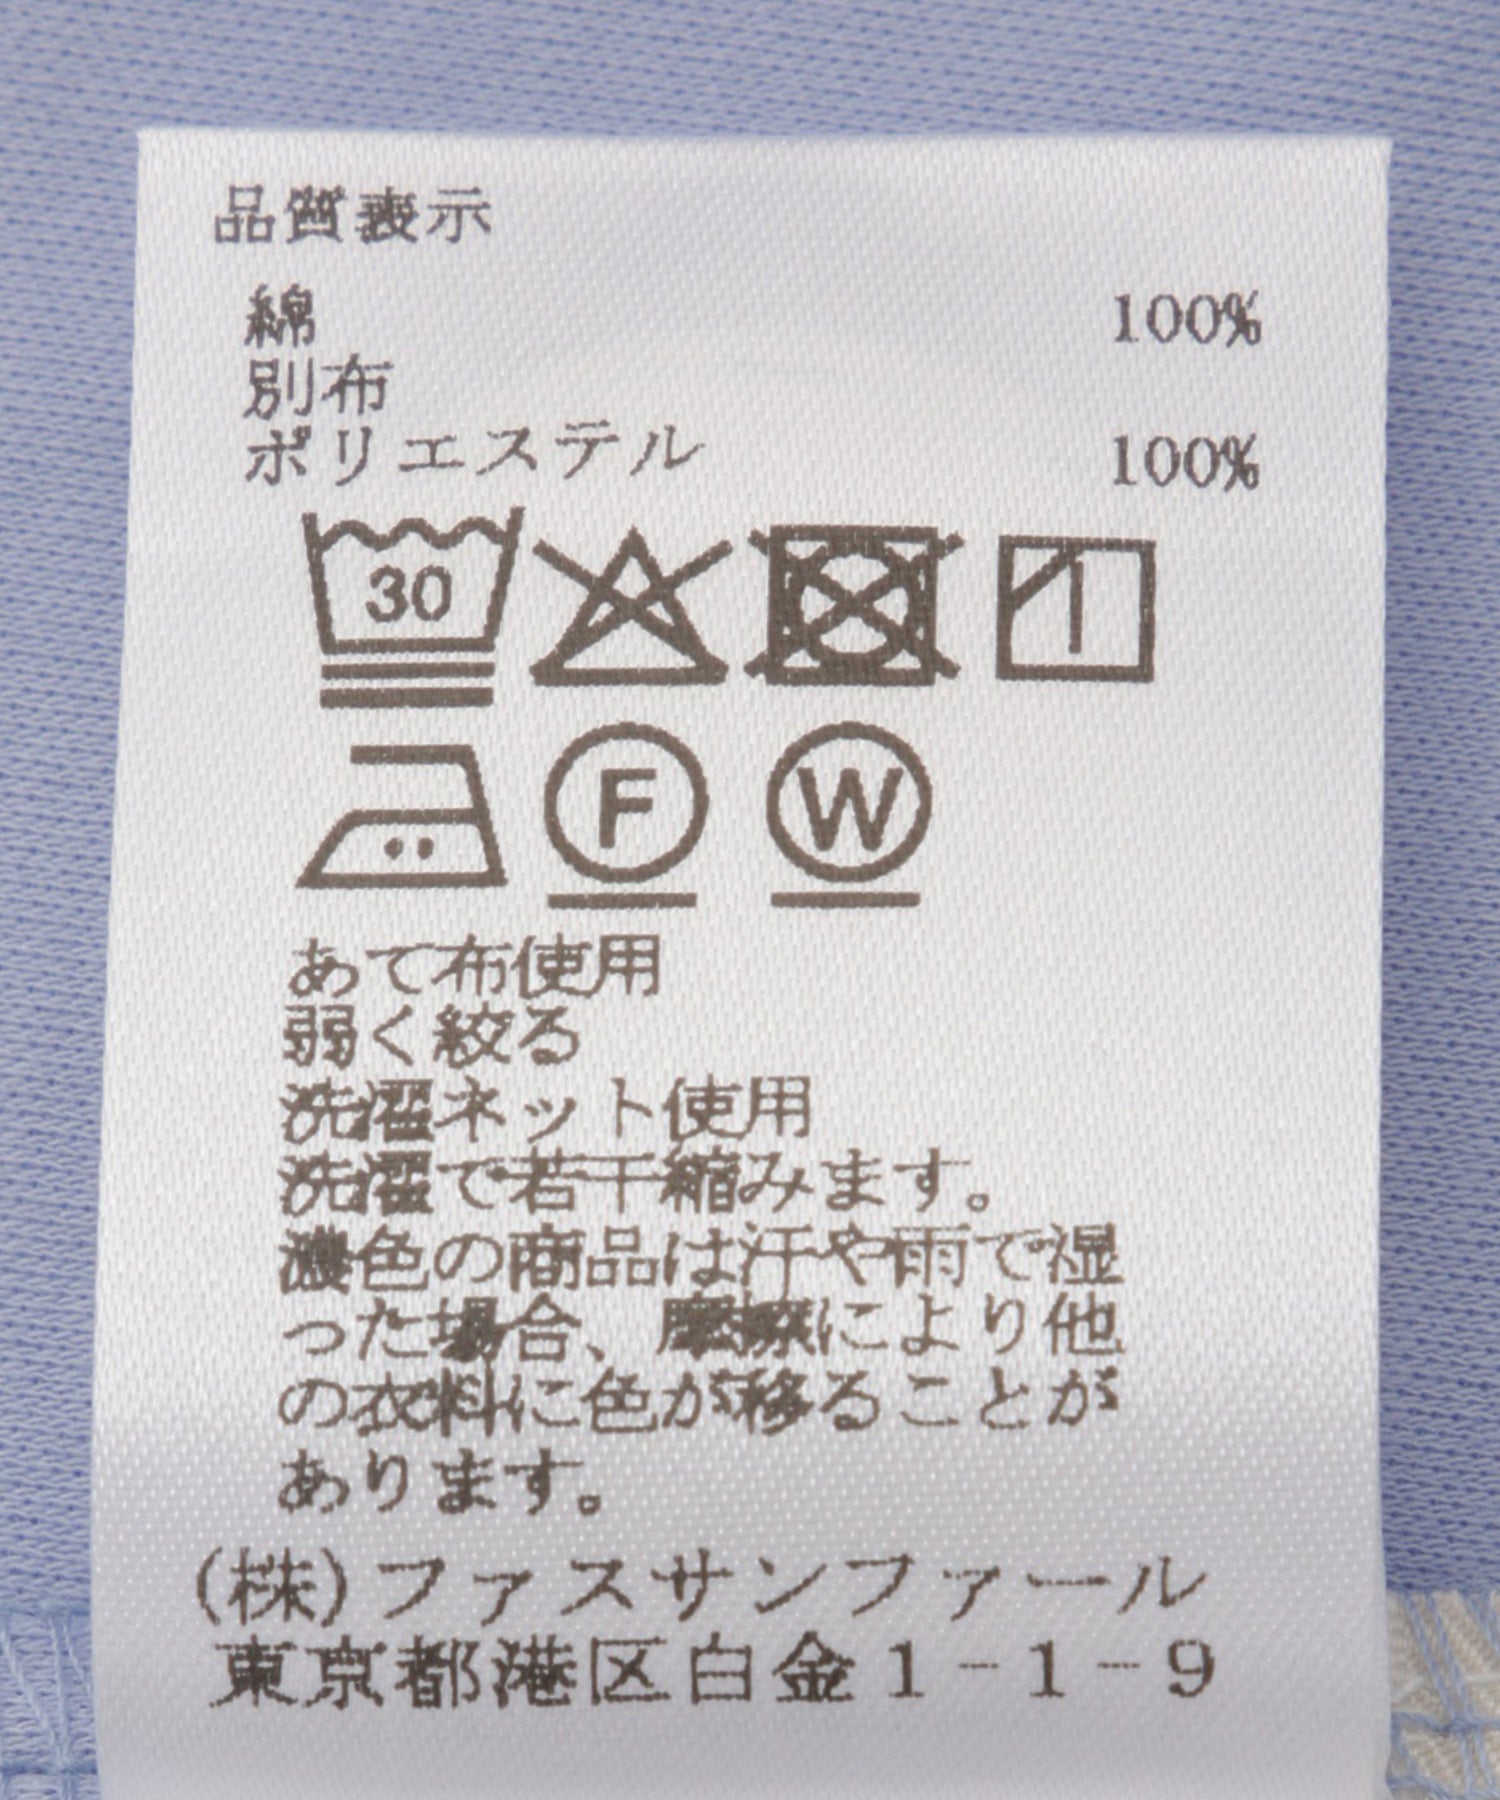 品質表示
綿 100%
別布
ポリエステル 100%
30
F W
あて布使用
弱く絞る
洗濯ネット使用
洗濯で若干縮みます。
濃色の商品は汗や雨で湿
った場合、摩擦により他
の衣料に色が移ることが
あります。
(株)ファスサンファール
東京都港区白金1-1-9